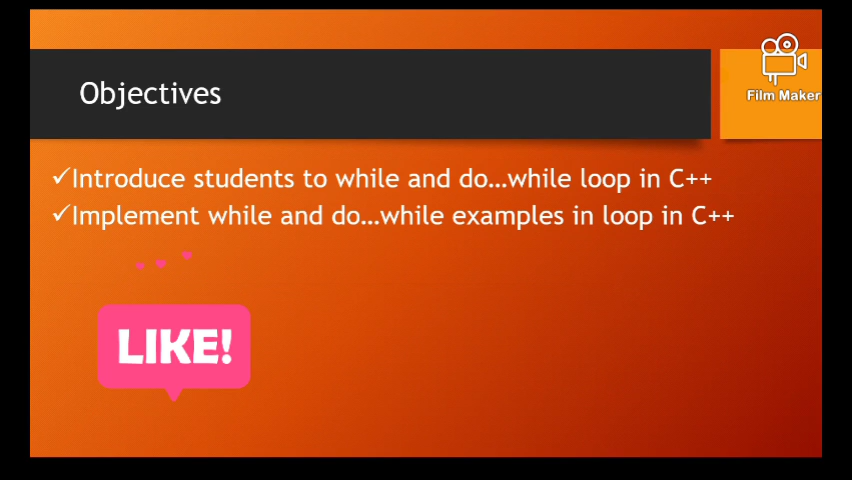 Objectives
Film Maker
✓Introduce students to while and do...while loop in C++
✓Implement while and do...while examples in loop in C++
LIKE!